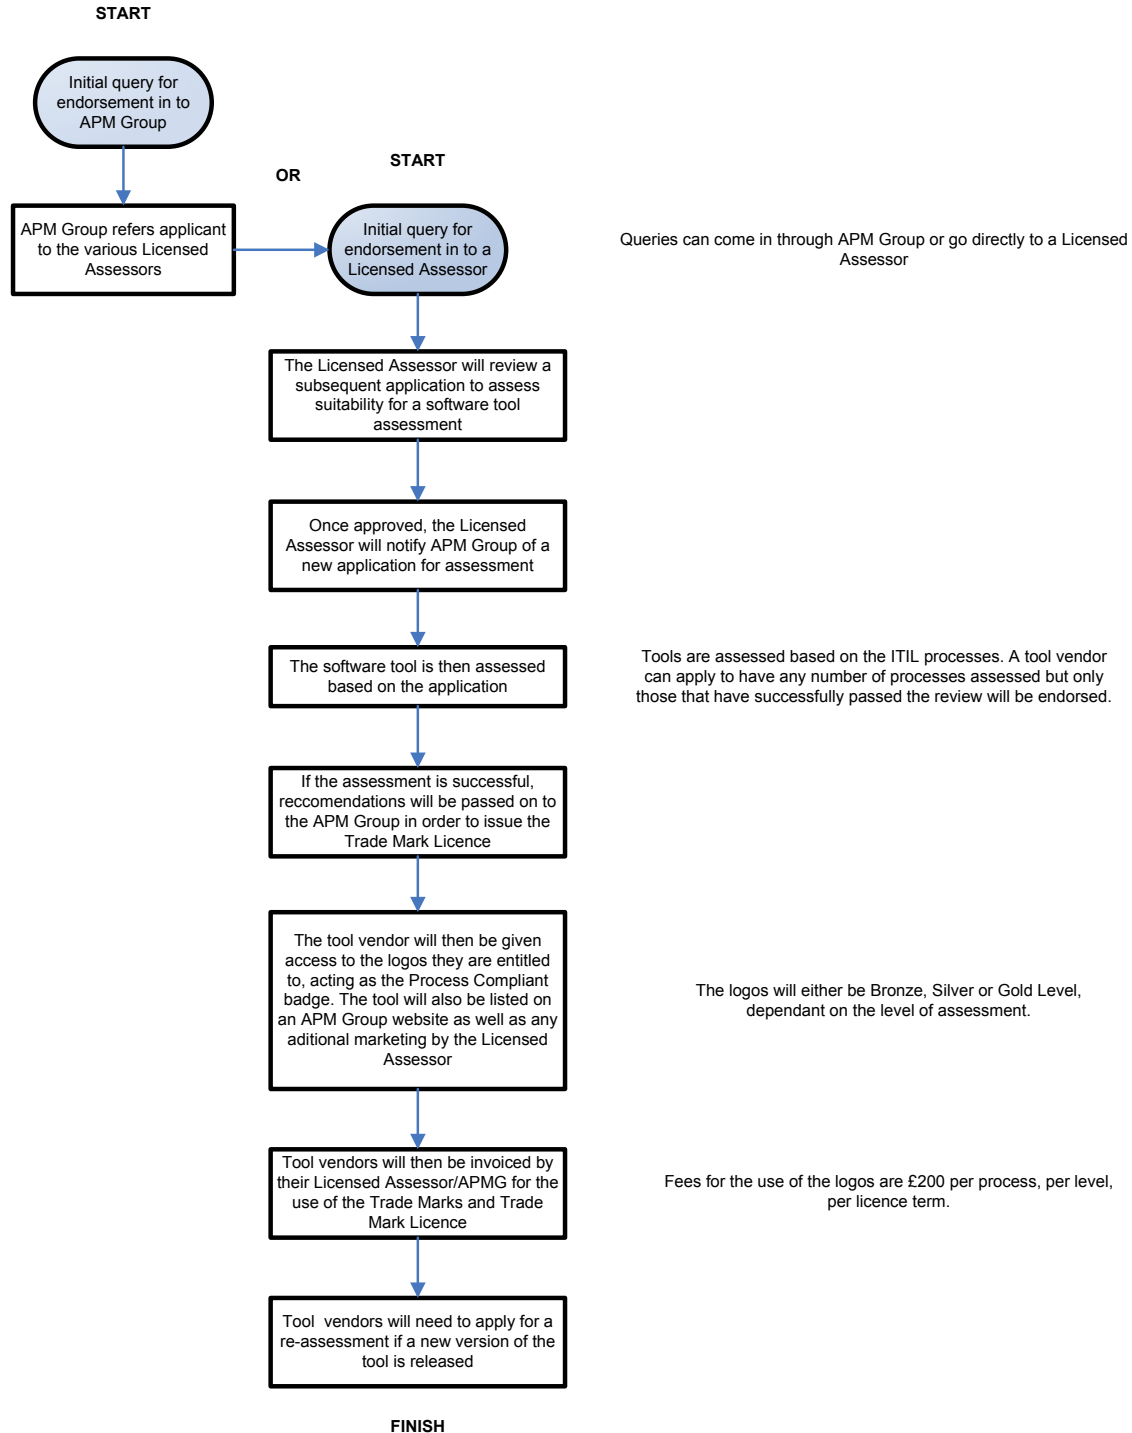 START
Initial query for
endorsement in to
APM Group
START
OR
APM Group refers applicant
to the various Licensed
Assessors
Initial query for
endorsement in to a
Licensed Assessor
Queries can come in through APM Group or go directly to a Licensed
Assessor
The Licensed Assessor will review a
subsequent application to assess
suitability for a software tool
assessment
Once approved, the Licensed
Assessor will notify APM Group of a
new application for assessment
The software tool is then assessed
based on the application
Tools are assessed based on the ITIL processes. A tool vendor
can apply to have any number of processes assessed but only
those that have successfully passed the review will be endorsed.
If the assessment is successful,
reccomendations will be passed on to
the APM Group in order to issue the
Trade Mark Licence
The tool vendor will then be given
access to the logos they are entitled
to, acting as the Process Compliant
badge. The tool will also be listed on
an APM Group website as well as any
aditional marketing by the Licensed
Assessor
The logos will either be Bronze, Silver or Gold Level,
dependant on the level of assessment.
Tool vendors will then be invoiced by
their Licensed Assessor/APMG for the
use of the Trade Marks and Trade
Mark Licence
Fees for the use of the logos are £200 per process, per level,
per licence term.
Tool  vendors will need to apply for a
re-assessment if a new version of the
tool is released
FINISH